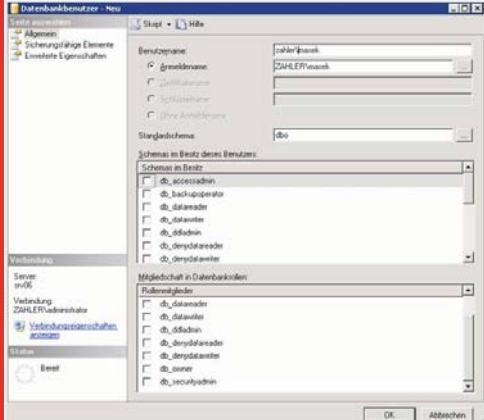 Datenbankbenutzer - Neu
Seite auswählen
Allgemein
Sicherungsfähige Elemente
Erweiterte Eigenschaften
Skript
Hilfe
Benutzername:
zahler\marek
Anmeldename:
ZAHLER\marek
...
Zertifikatname:
Schlüsselname:
Ohne Anmeldename
Standardschema:
dbo
...
Schemas im Besitz dieses Benutzers:
Schemas im Besitz
db_accessadmin
db_backupoperator
db_datareader
db_datawriter
db_ddladmin
db_denydatareader
db_denydatawriter
Verbindung
Server:
srv06
Verbindung:
ZAHLER\administrator
Verbindungseigenschaften
anzeigen
Status
Bereit
Mitgliedschaft in Datenbankrollen:
Rollenmitglieder
db_datareader
db_datawriter
db_ddladmin
db_denydatareader
db_denydatawriter
db_owner
db_securityadmin
OK
Abbrechen